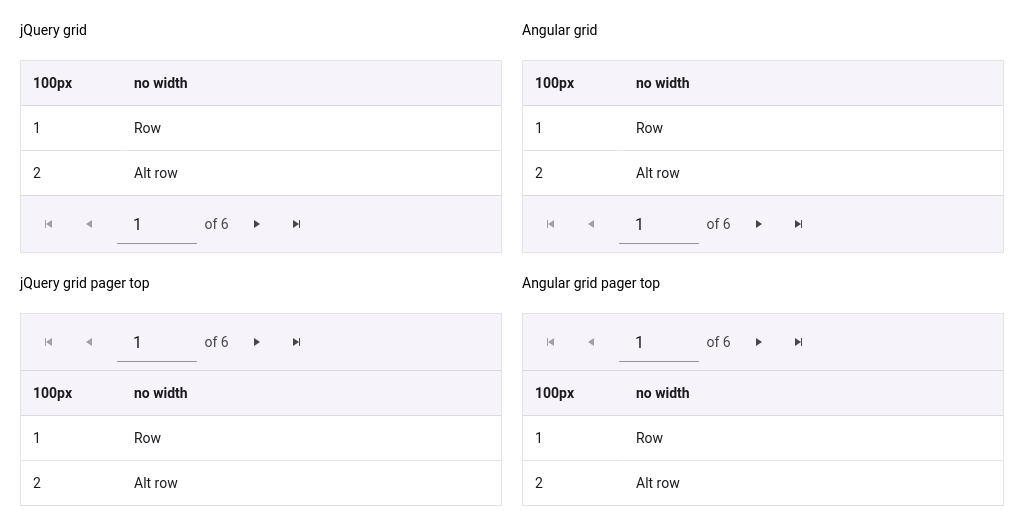 jQuery grid
100px no width
1 Row
2 Alt row
1 of 6
Angular grid
100px no width
1 Row
2 Alt row
1 of 6
jQuery grid pager top
1 of 6
100px no width
1 Row
2 Alt row
Angular grid pager top
1 of 6
100px no width
1 Row
2 Alt row